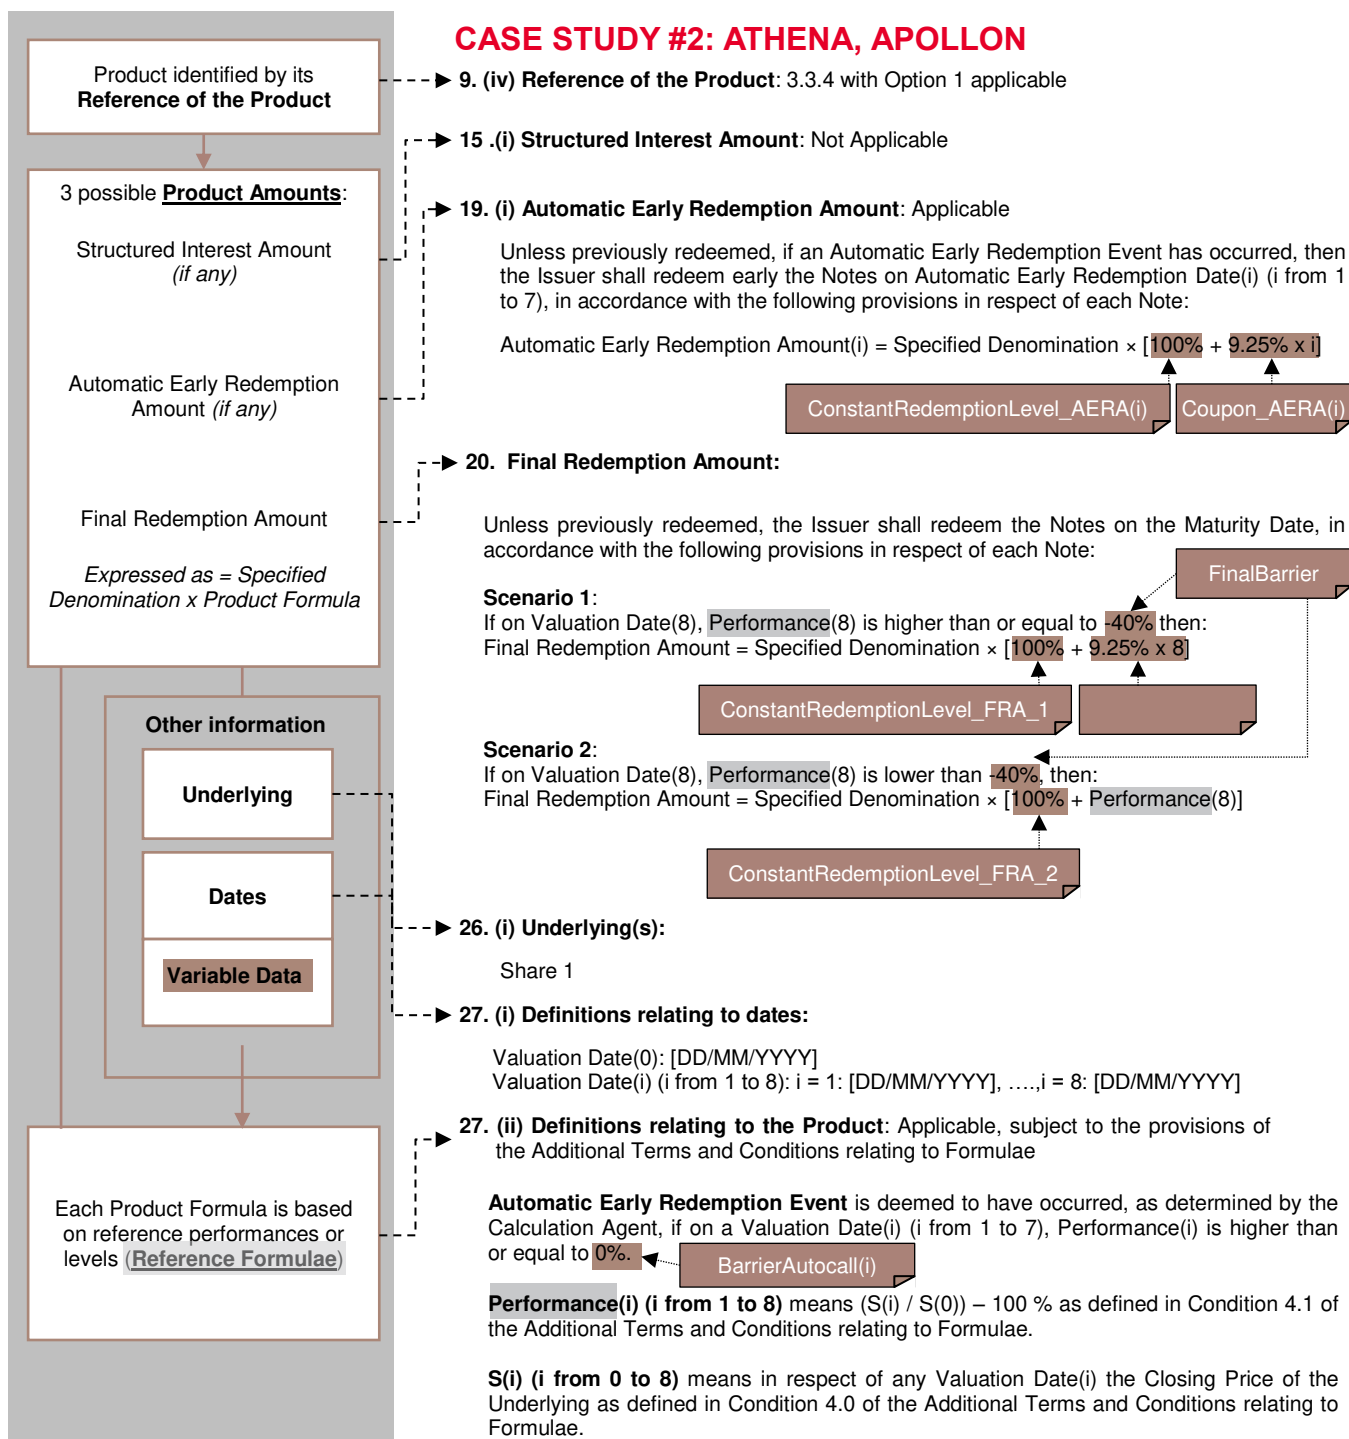 CASE STUDY #2: ATHENA, APOLLON
Product identified by its
Reference of the Product
9. (iv) Reference of the Product: 3.3.4 with Option 1 applicable
15 .(i) Structured Interest Amount: Not Applicable
3 possible Product Amounts:
Structured Interest Amount
(if any)
Automatic Early Redemption
Amount (if any)
Final Redemption Amount
Expressed as = Specified
Denomination x Product Formula
19. (i) Automatic Early Redemption Amount: Applicable
Unless previously redeemed, if an Automatic Early Redemption Event has occurred, then
the Issuer shall redeem early the Notes on Automatic Early Redemption Date(i) (i from 1
to 7), in accordance with the following provisions in respect of each Note:
Automatic Early Redemption Amount(i) = Specified Denomination × [100% + 9.25% x i]
ConstantRedemptionLevel_AERA(i)
Coupon_AERA(i)
20. Final Redemption Amount:
Unless previously redeemed, the Issuer shall redeem the Notes on the Maturity Date, in
accordance with the following provisions in respect of each Note:
FinalBarrier
Scenario 1:
If on Valuation Date(8), Performance(8) is higher than or equal to -40% then:
Final Redemption Amount = Specified Denomination × [100% + 9.25% x 8]
ConstantRedemptionLevel_FRA_1
Scenario 2:
If on Valuation Date(8), Performance(8) is lower than -40%, then:
Final Redemption Amount = Specified Denomination × [100% + Performance(8)]
ConstantRedemptionLevel_FRA_2
Other information
Underlying
Dates
Variable Data
26. (i) Underlying(s):
Share 1
27. (i) Definitions relating to dates:
Valuation Date(0): [DD/MM/YYYY]
Valuation Date(i) (i from 1 to 8): i = 1: [DD/MM/YYYY], ….,i = 8: [DD/MM/YYYY]
27. (ii) Definitions relating to the Product: Applicable, subject to the provisions of
the Additional Terms and Conditions relating to Formulae
Each Product Formula is based
on reference performances or
levels (Reference Formulae)
Automatic Early Redemption Event is deemed to have occurred, as determined by the
Calculation Agent, if on a Valuation Date(i) (i from 1 to 7), Performance(i) is higher than
or equal to 0%.
BarrierAutocall(i)
Performance(i) (i from 1 to 8) means (S(i) / S(0)) – 100 % as defined in Condition 4.1 of
the Additional Terms and Conditions relating to Formulae.
S(i) (i from 0 to 8) means in respect of any Valuation Date(i) the Closing Price of the
Underlying as defined in Condition 4.0 of the Additional Terms and Conditions relating to
Formulae.